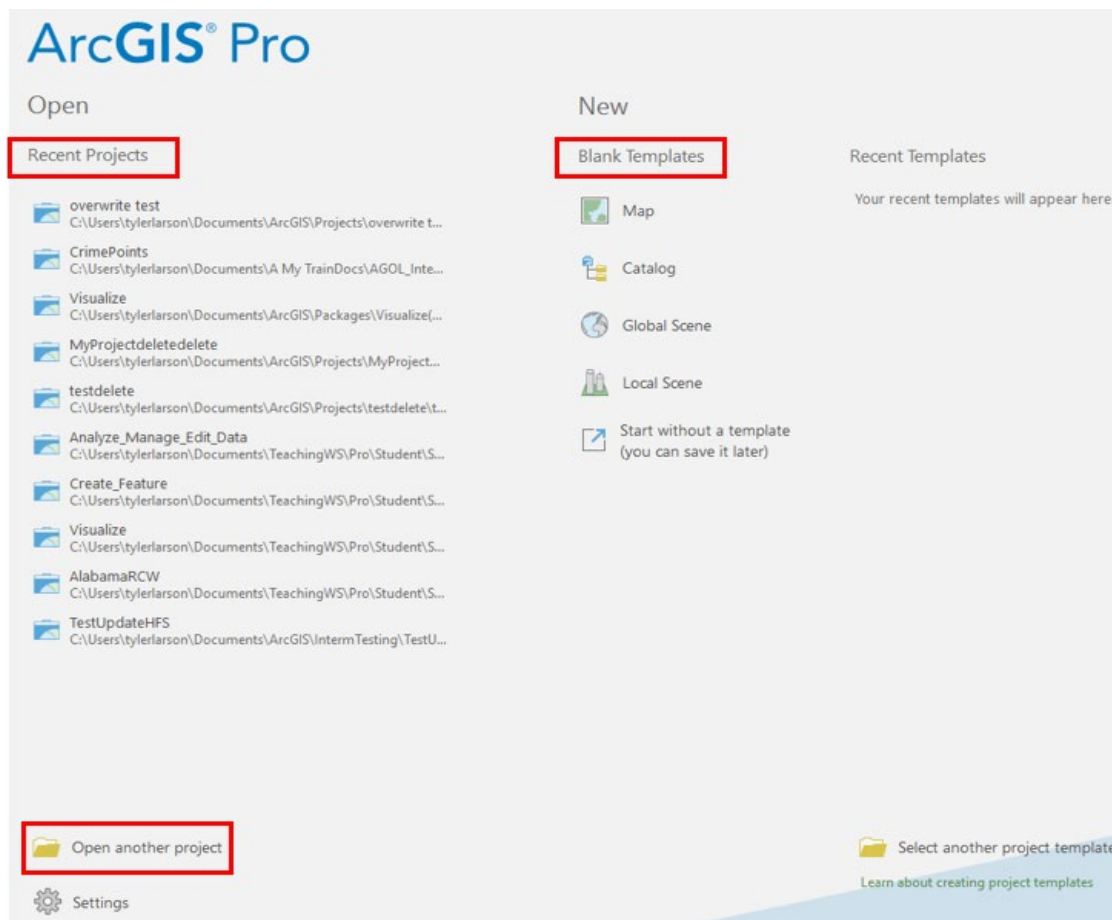 ArcGIS® Pro
Open
Recent Projects
overwrite test
C:\Users\tylerlarson\Documents\ArcGIS\Projects\overwrite t...
CrimePoints
C:\Users\tylerlarson\Documents\A My TrainDocs\AGOL_Inte...
Visualize
C:\Users\tylerlarson\Documents\ArcGIS\Packages\Visualize(...
MyProjectdeletedelete
C:\Users\tylerlarson\Documents\ArcGIS\Projects\MyProject...
testdelete
C:\Users\tylerlarson\Documents\ArcGIS\Projects\testdelete\t...
Analyze_Manage_Edit_Data
C:\Users\tylerlarson\Documents\TeachingWS\Pro\Student\S...
Create_Feature
C:\Users\tylerlarson\Documents\TeachingWS\Pro\Student\S...
Visualize
C:\Users\tylerlarson\Documents\TeachingWS\Pro\Student\S...
AlabamaRCW
C:\Users\tylerlarson\Documents\TeachingWS\Pro\Student\S...
TestUpdateHFS
C:\Users\tylerlarson\Documents\ArcGIS\IntermTesting\TestU...
Open another project
Settings
New
Blank Templates
Map
Catalog
Global Scene
Local Scene
Start without a template
(you can save it later)
Recent Templates
Your recent templates will appear here
Select another project template
Learn about creating project templates